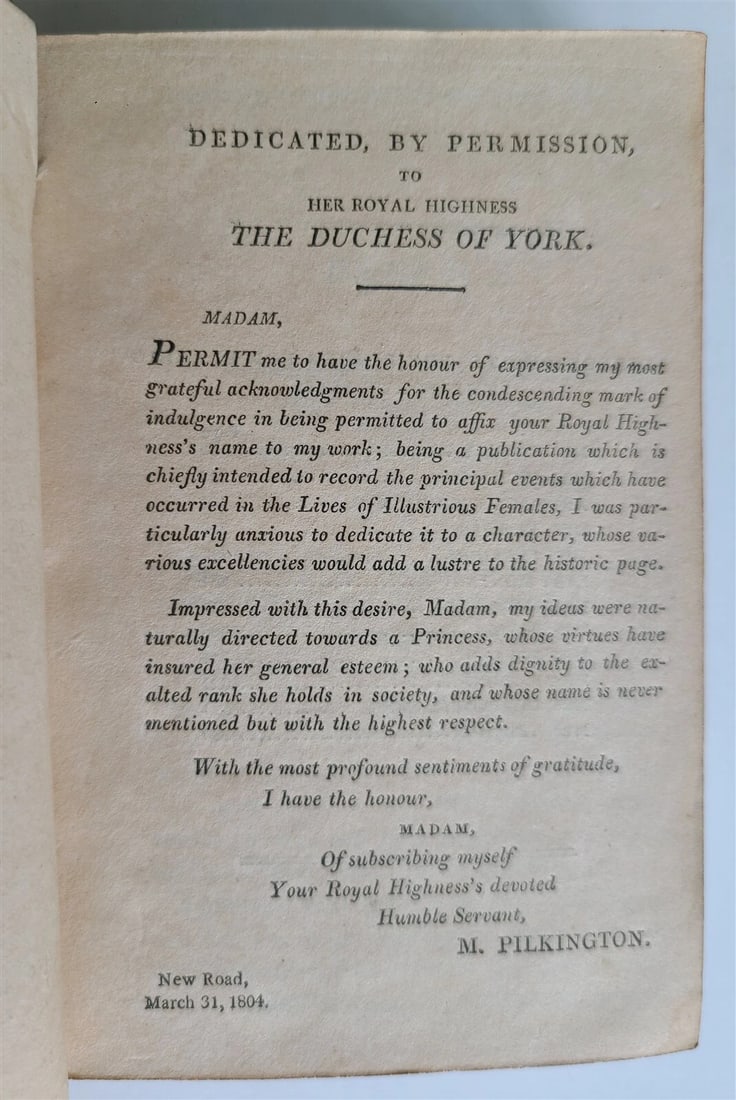 DEDICATED, BY PERMISSION,
TO
HER ROYAL HIGHNESS
THE DUCHESS OF YORK.
MADAM,
PERMIT me to have the honour of expressing my most
grateful acknowledgments for the condescending mark of
indulgence in being permitted to affix your Royal High-
ness's name to my work; being a publication which is
chiefly intended to record the principal events which have
occurred in the Lives of Illustrious Females, I was par-
ticularly anxious to dedicate it to a character, whose va-
rious excellencies would add a lustre to the historic page.
Impressed with this desire, Madam, my ideas were na-
turally directed towards a Princess, whose virtues have
insured her general esteem; who adds dignity to the ex-
alted rank she holds in society, and whose name is never
mentioned but with the highest respect.
With the most profound sentiments of gratitude,
I have the honour,
MADAM,
Of subscribing myself
Your Royal Highness's devoted
Humble Servant,
M. PILKINGTON.
New Road,
March 31, 1804.